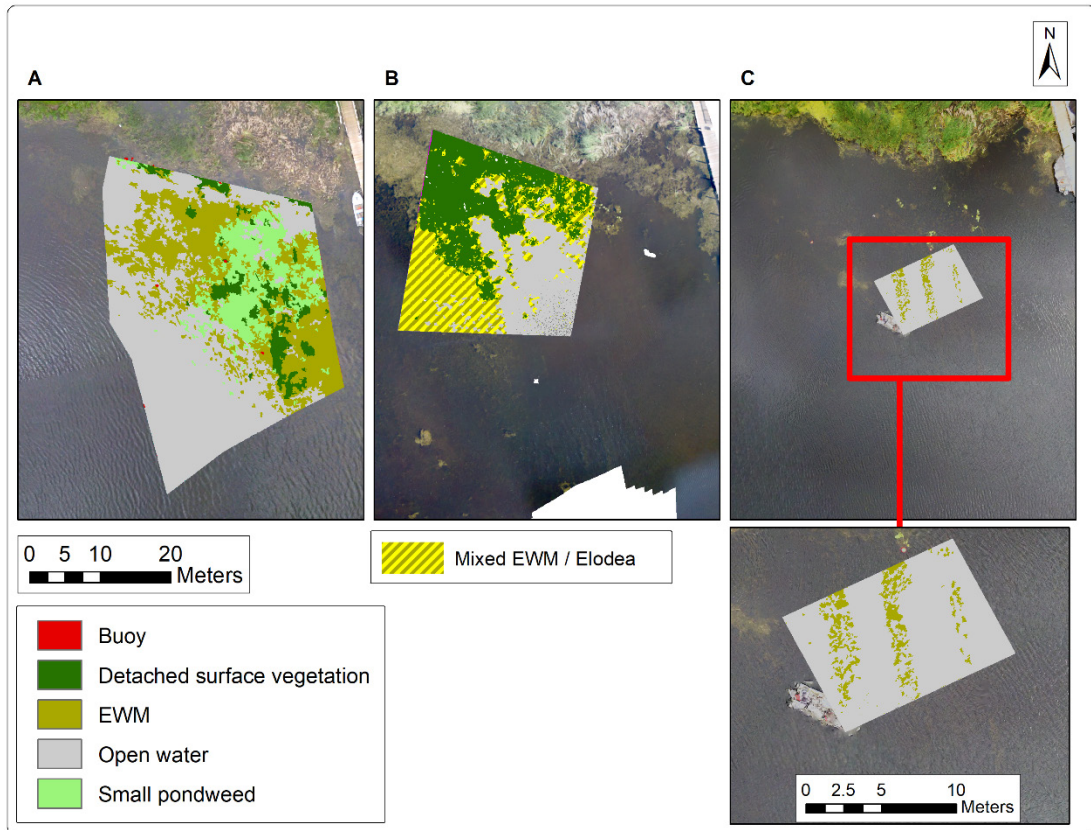 N
A
B
C
0 5 10 20
Meters
Mixed EWM / Elodea
Buoy
Detached surface vegetation
EWM
Open water
Small pondweed
0 2.5 5 10
Meters